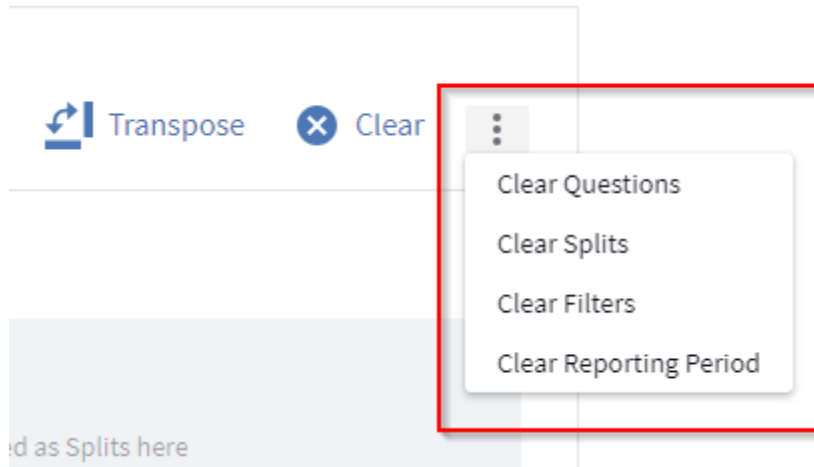 Transpose Clear
Clear Questions
Clear Splits
Clear Filters
Clear Reporting Period
as Splits here